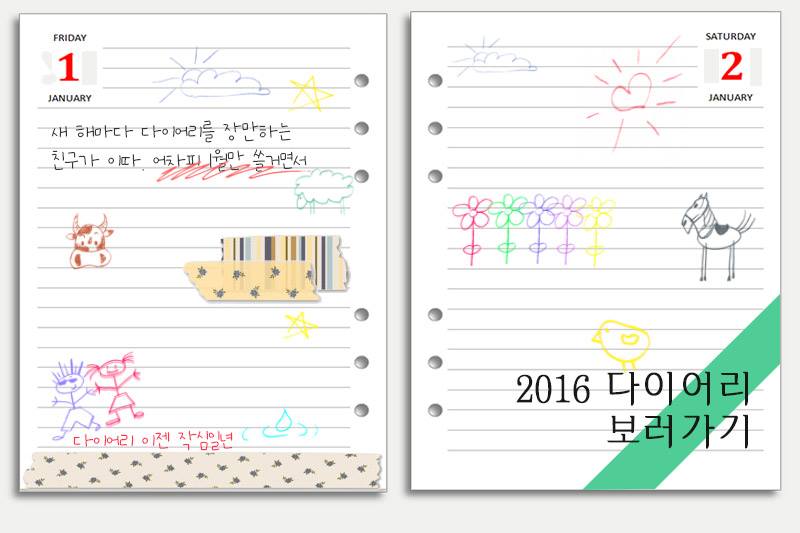 FRIDAY
1
JANUARY
새 해마다 다이어리를 장만하는
친구가 이따. 어차피 1월만 쓸거면서
다이어리 이젠 작심일년
SATURDAY
2
JANUARY
2016 다이어리
보러가기